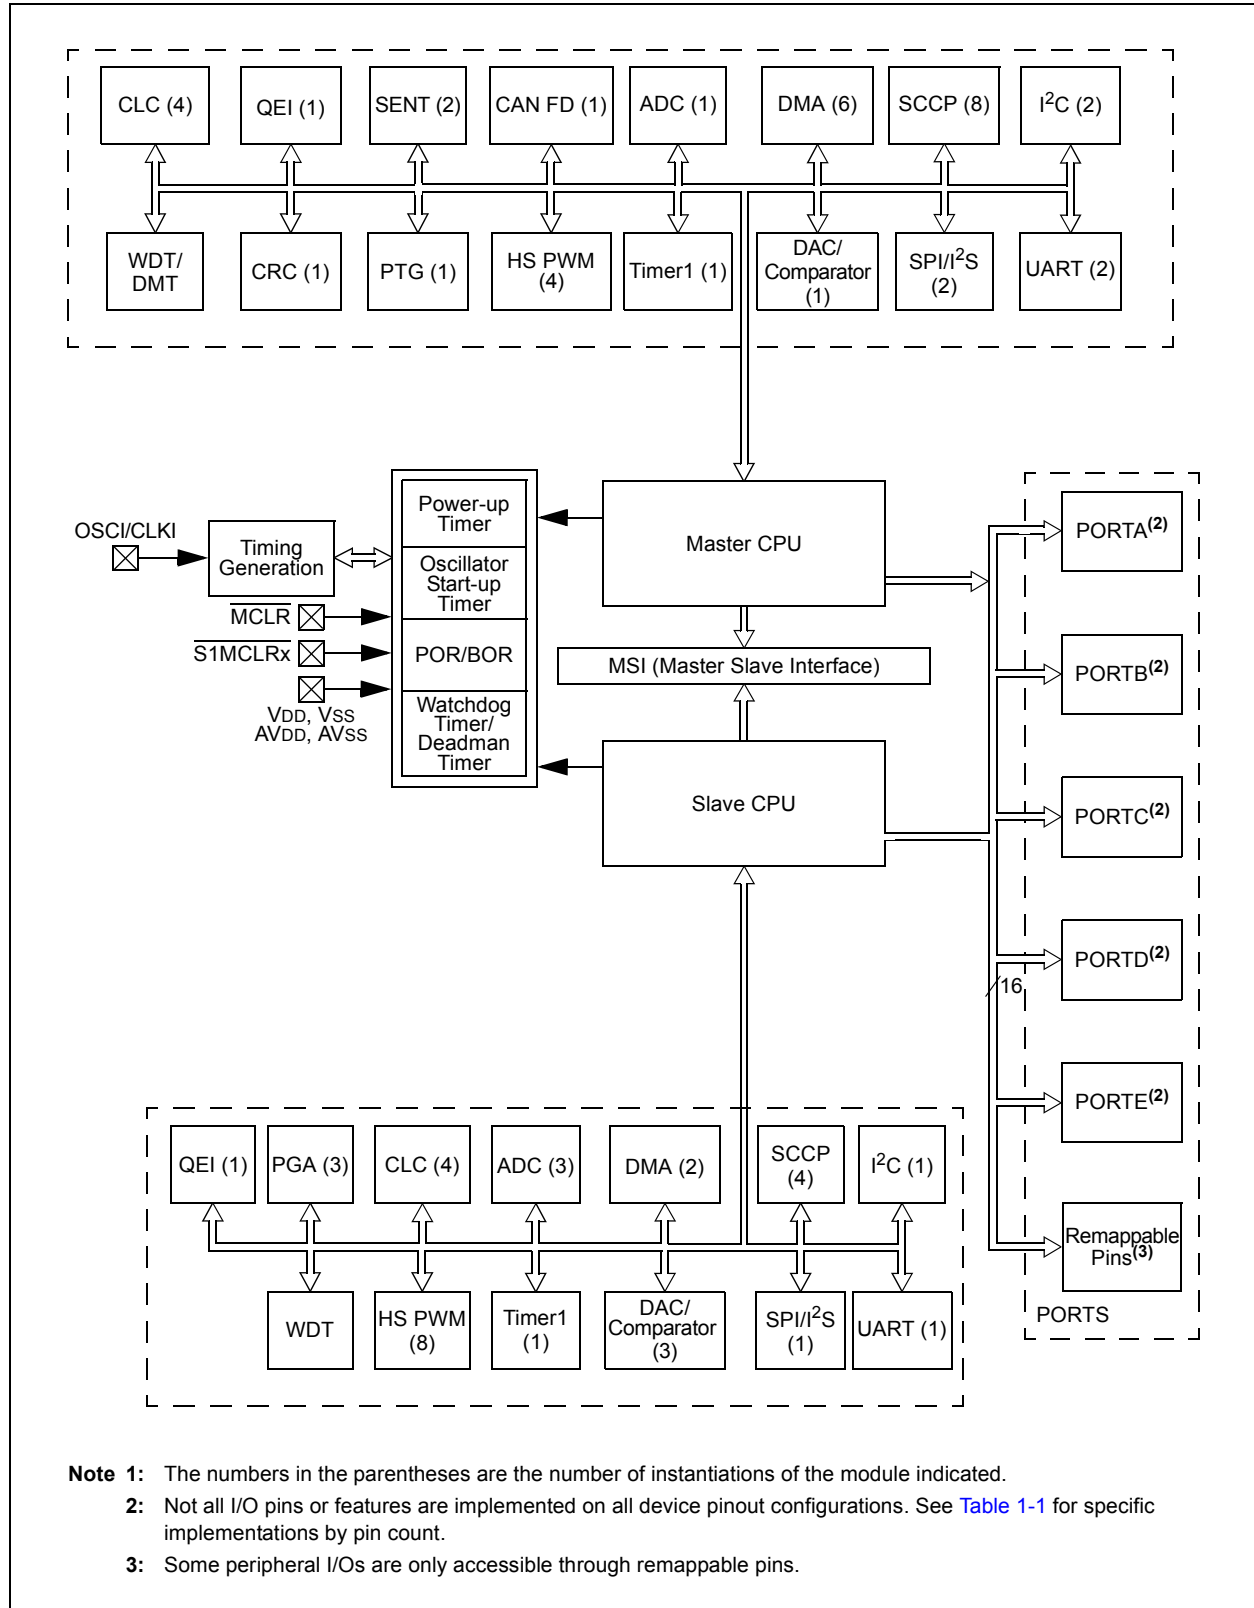 CLC (4)
QEI (1)
SENT (2)
CAN FD (1)
ADC (1)
DMA (6)
SCCP (8)
I²C (2)
WDT/
DMT
CRC (1)
PTG (1)
HS PWM
(4)
Timer1 (1)
DAC/
Comparator
(1)
SPI/I²S
(2)
UART (2)
OSCI/CLKI
Timing
Generation
MCLR
S1MCLRx
VDD, VSS
AVDD, AVSS
Power-up
Timer
Oscillator
Start-up
Timer
POR/BOR
Watchdog
Timer/
Deadman
Timer
Master CPU
MSI (Master Slave Interface)
Slave CPU
PORTA(2)
PORTB(2)
PORTC(2)
PORTD(2)
16
PORTE(2)
Remappable
Pins(3)
PORTS
QEI (1)
PGA (3)
CLC (4)
ADC (3)
DMA (2)
SCCP
(4)
I²C (1)
WDT
HS PWM
(8)
Timer1
(1)
DAC/
Comparator
(3)
SPI/I²S
(1)
UART (1)
Note 1: The numbers in the parentheses are the number of instantiations of the module indicated.
2: Not all I/O pins or features are implemented on all device pinout configurations. See Table 1-1 for specific
implementations by pin count.
3: Some peripheral I/Os are only accessible through remappable pins.